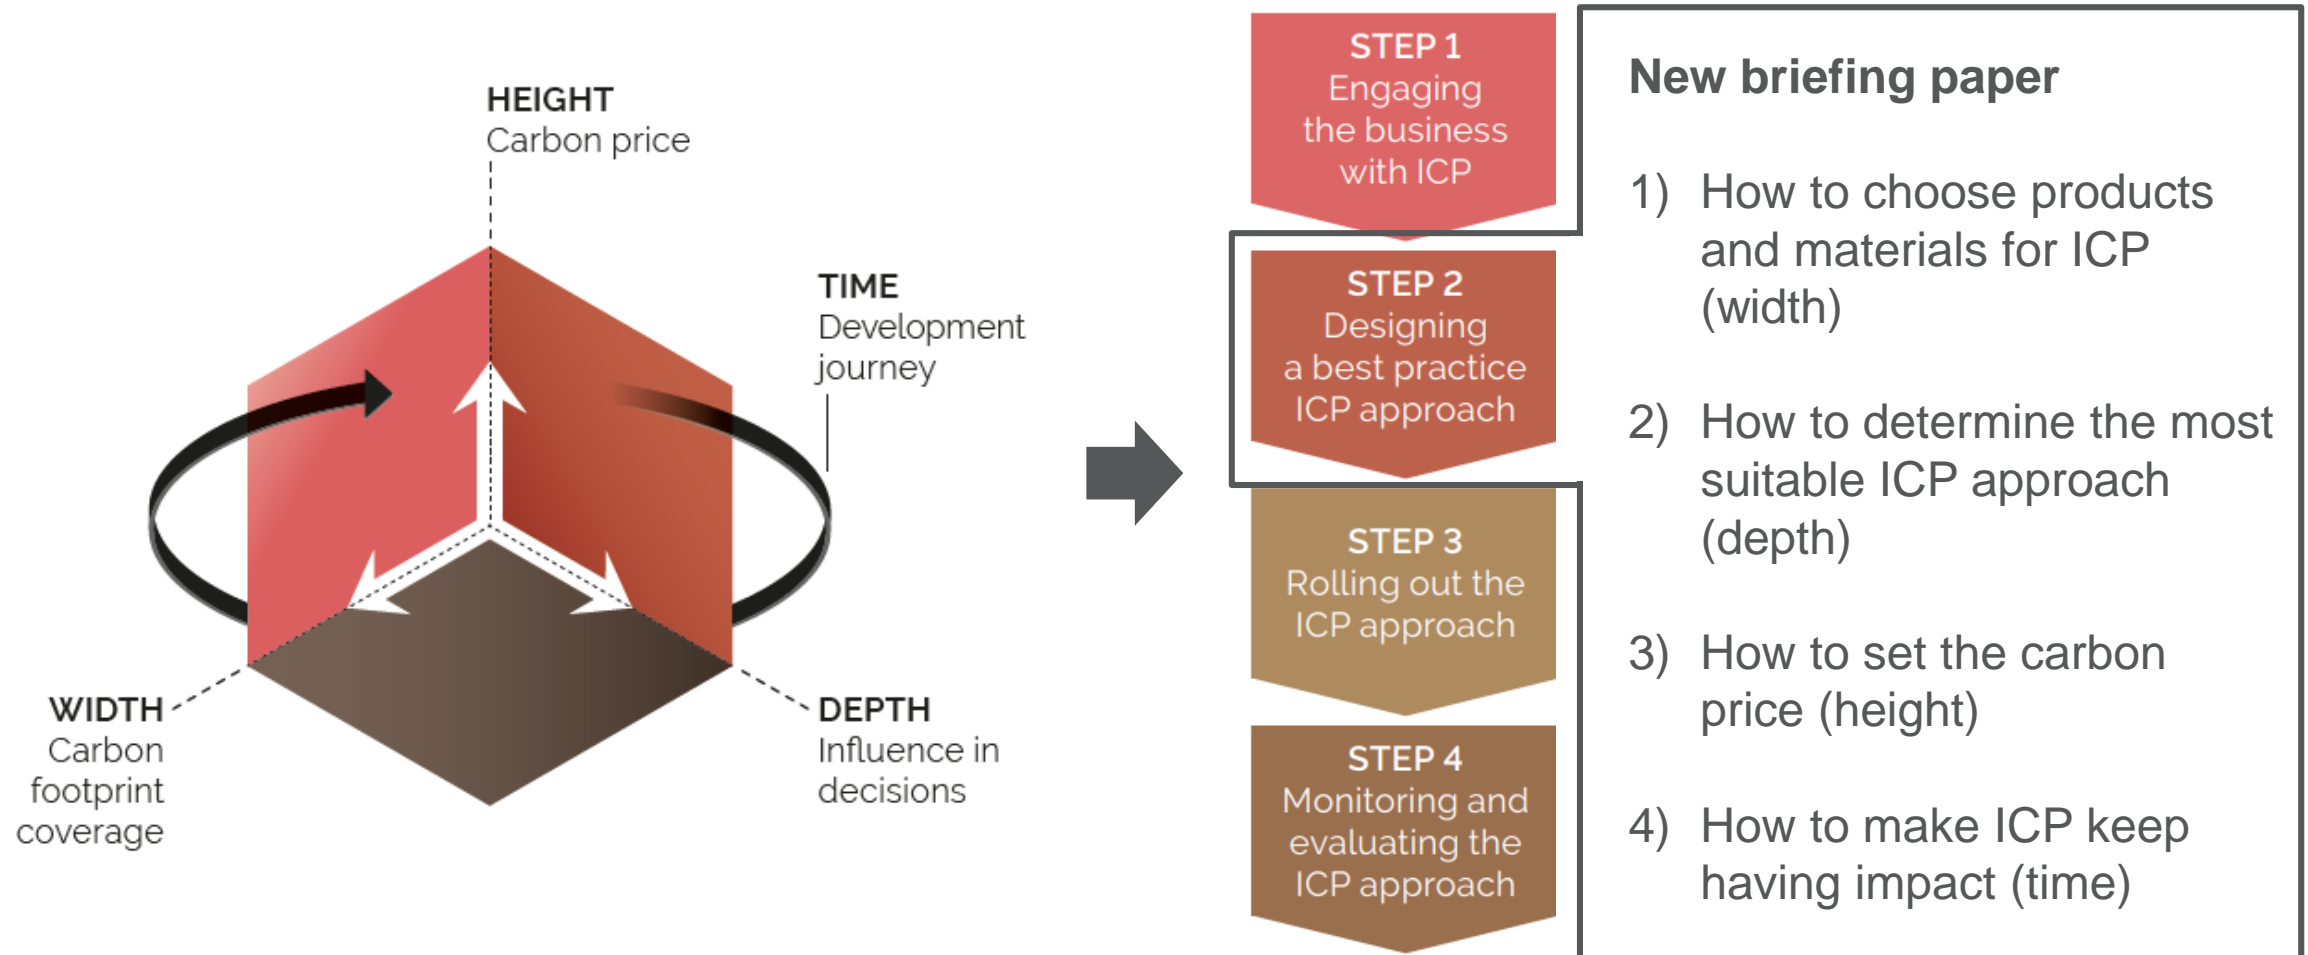 HEIGHT
Carbon price
TIME
Development
journey
WIDTH
Carbon
footprint
coverage
DEPTH
Influence in
decisions
STEP 1
Engaging
the business
with ICP
STEP 2
Designing
a best practice
ICP approach
STEP 3
Rolling out the
ICP approach
STEP 4
Monitoring and
evaluating the
ICP approach
New briefing paper
1) How to choose products
and materials for ICP
(width)
2) How to determine the most
suitable ICP approach
(depth)
3) How to set the carbon
price (height)
4) How to make ICP keep
having impact (time)